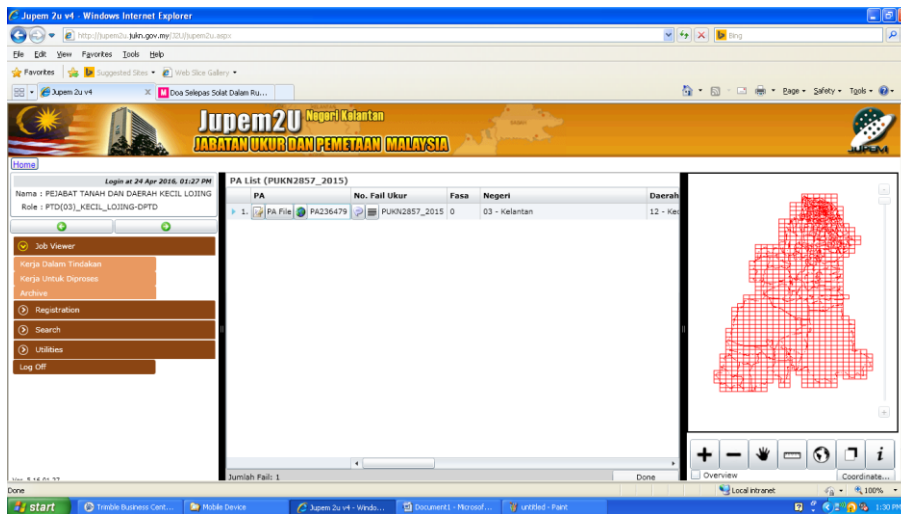 Jupem 2u v4 - Windows Internet Explorer
http://jupem2u.jukn.gov.my/J2U/jupem2u.aspx
Bing
File Edit View Favorites Tools Help
Favorites Suggested Sites Web Slice Gallery
Jupem 2u v4 Doa Selepas Solat Dalam Ru... Page Safety Tools
Jupem2U Negeri Kelantan
JABATAN UKUR DAN PEMETAAN MALAYSIA
JUPEM
Home
Login at 24 Apr 2016, 01:27 PM
Nama : PEJABAT TANAH DAN DAERAH KECIL LOJING
Role : PTD(03)_KECIL_LOJING-DPTD
Job Viewer
Kerja Dalam Tindakan
Kerja Untuk Diproses
Archive
Registration
Search
Utilities
Log Off
PA List (PUKN2857_2015)
PA No. Fail Ukur Fasa Negeri Daerah
1. PA File PA236479 PUKN2857_2015 0 03 - Kelantan 12 - Kec
Jumlah Fail: 1 Done
Overview Coordinate...
Done Local intranet 100%
start Trimble Business Cent... Mobile Device Jupem 2u v4 - Windo... Document1 - Microsof... untitled - Paint 1:30 PM